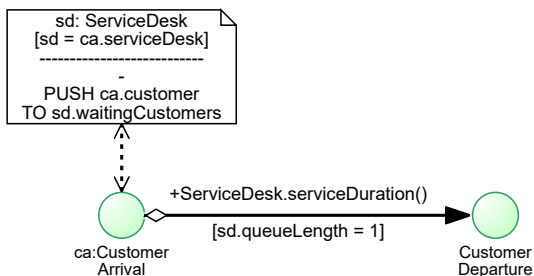 sd: ServiceDesk
[sd = ca.serviceDesk]
---------------------------
-
PUSH ca.customer
TO sd.waitingCustomers
+ServiceDesk.serviceDuration()
[sd.queueLength = 1]
ca:Customer
Arrival
Customer
Departure